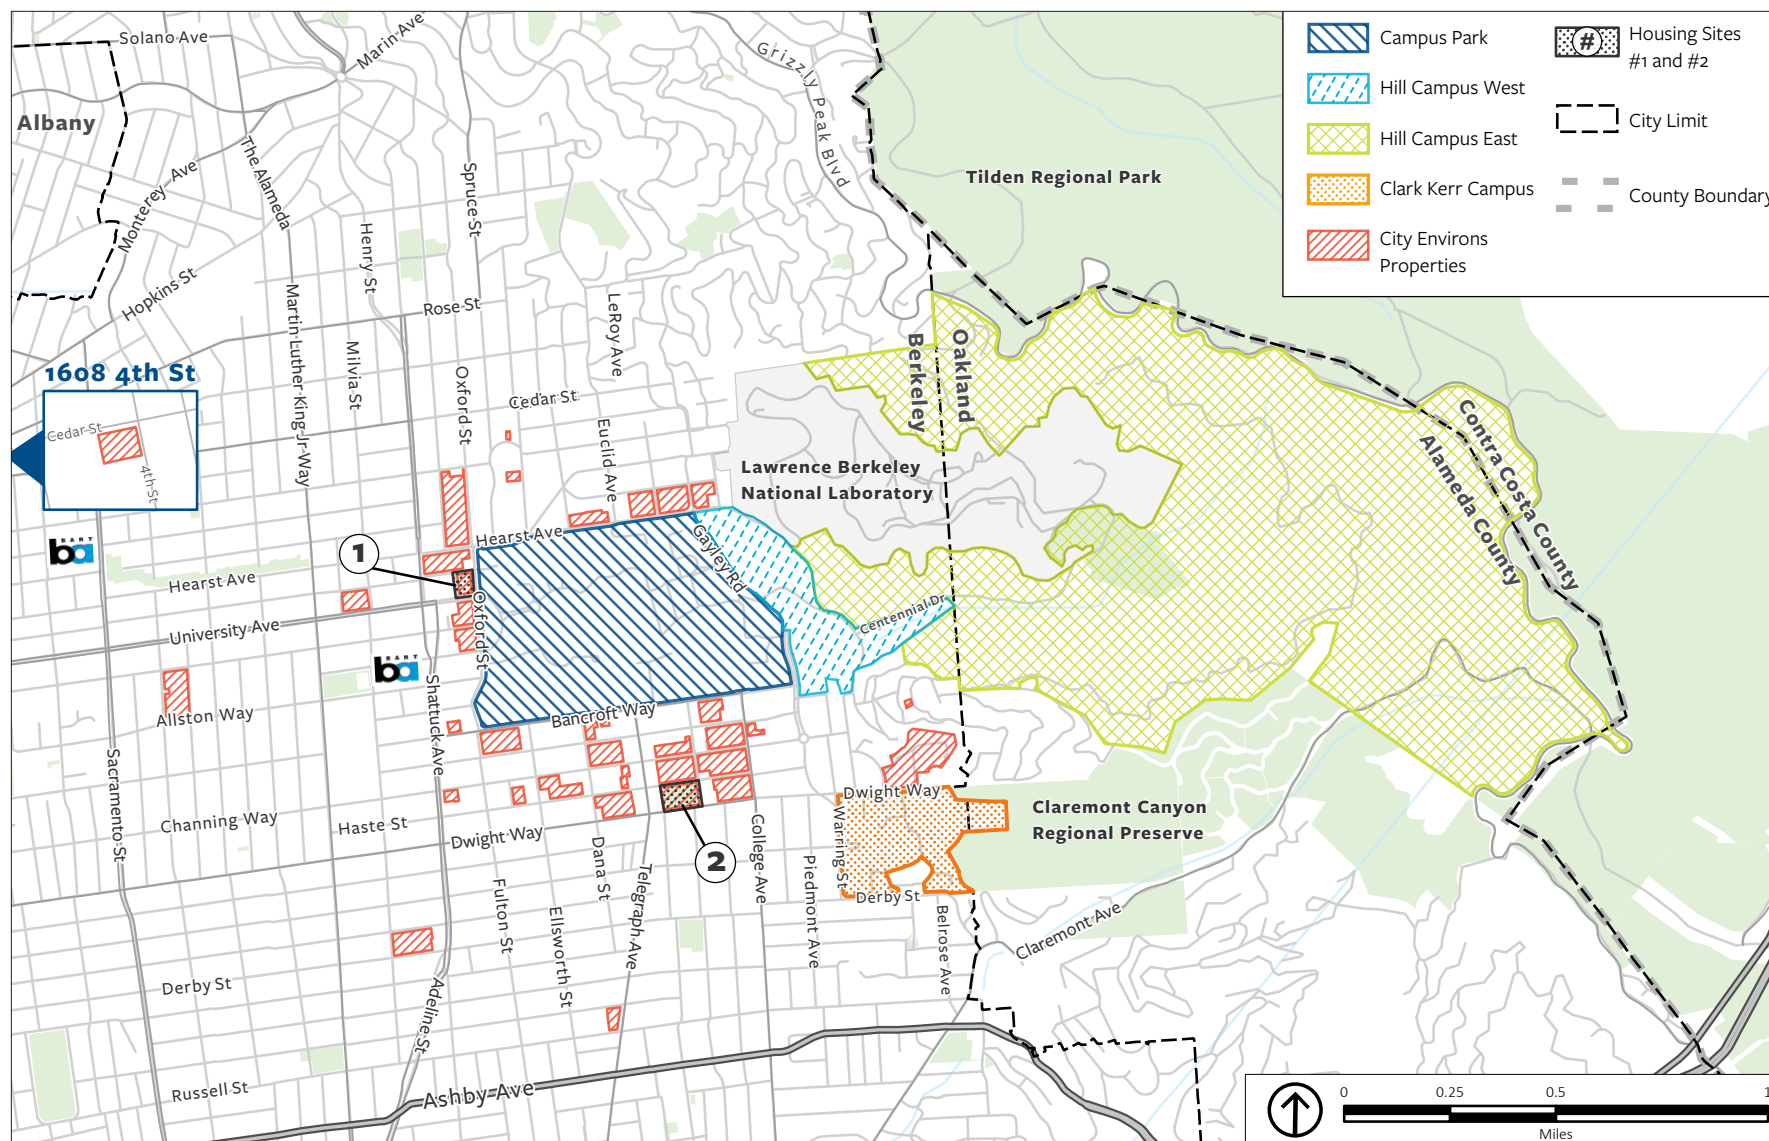 Solano Ave
Marin Ave
Albany
Monterey Ave
The Alameda
Hopkins St
Henry St
Spruce St
Grizzly Peak Blvd
Tilden Regional Park
Campus Park
Hill Campus West
Hill Campus East
Clark Kerr Campus
City Environs
Properties
#
Housing Sites
#1 and #2
City Limit
County Boundary
Rose St
Martin Luther King Jr Way
Milvia St
Oxford St
LeRoy Ave
Cedar St
Euclid Ave
Berkeley
Oakland
1608 4th St
Cedar St
4th St
Lawrence Berkeley
National Laboratory
Contra Costa County
Alameda County
BART
ba
1
Hearst Ave
Gayley Rd
Hearst Ave
Oxford St
Centennial Dr
University Ave
BART
ba
Shattuck Ave
Allston Way
Bancroft Way
Sacramento St
Channing Way
Haste St
Dwight Way
Dwight Way
Claremont Canyon
Regional Preserve
2
College Ave
Piedmont Ave
Warring St
Derby St
Belrose Ave
Claremont Ave
Fulton St
Ellsworth St
Dana St
Telegraph Ave
Adeline St
Derby St
Russell St
Ashby Ave
0 0.25 0.5 1
Miles